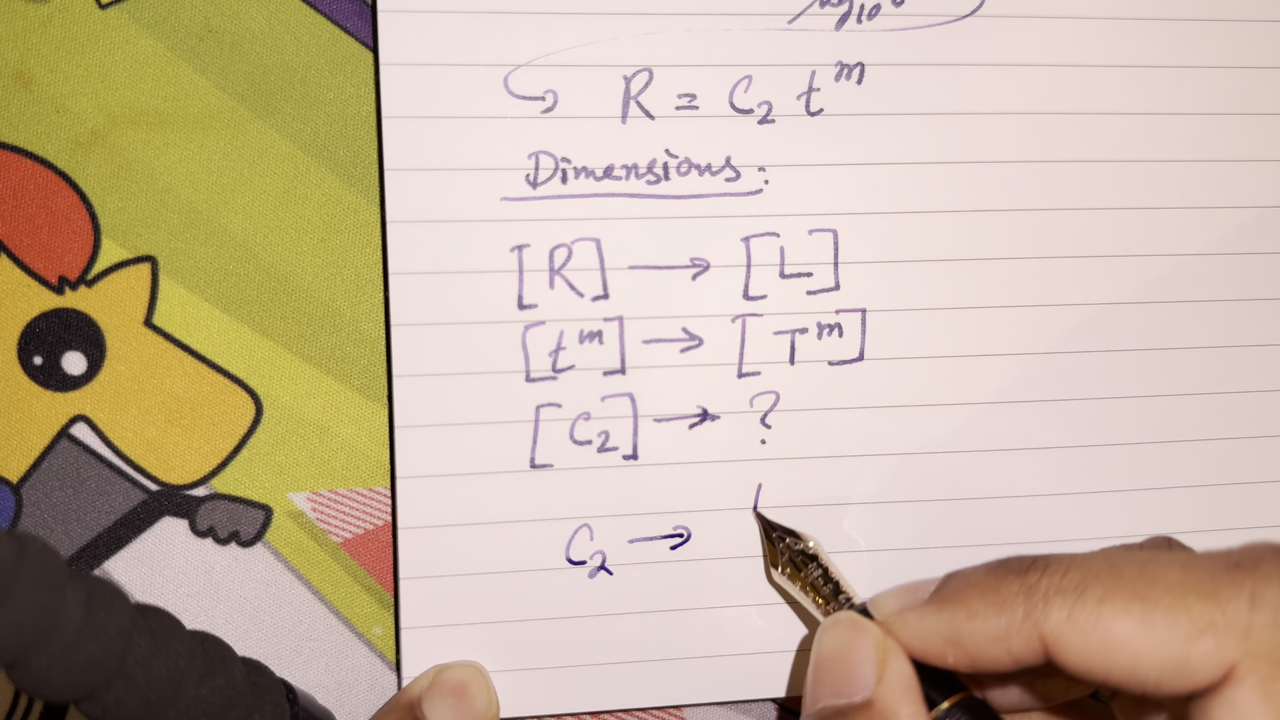 R = C₂ tᵐ
Dimensions:
[R] → [L]
[tᵐ] → [Tᵐ]
[C₂] → ?
C₂ →